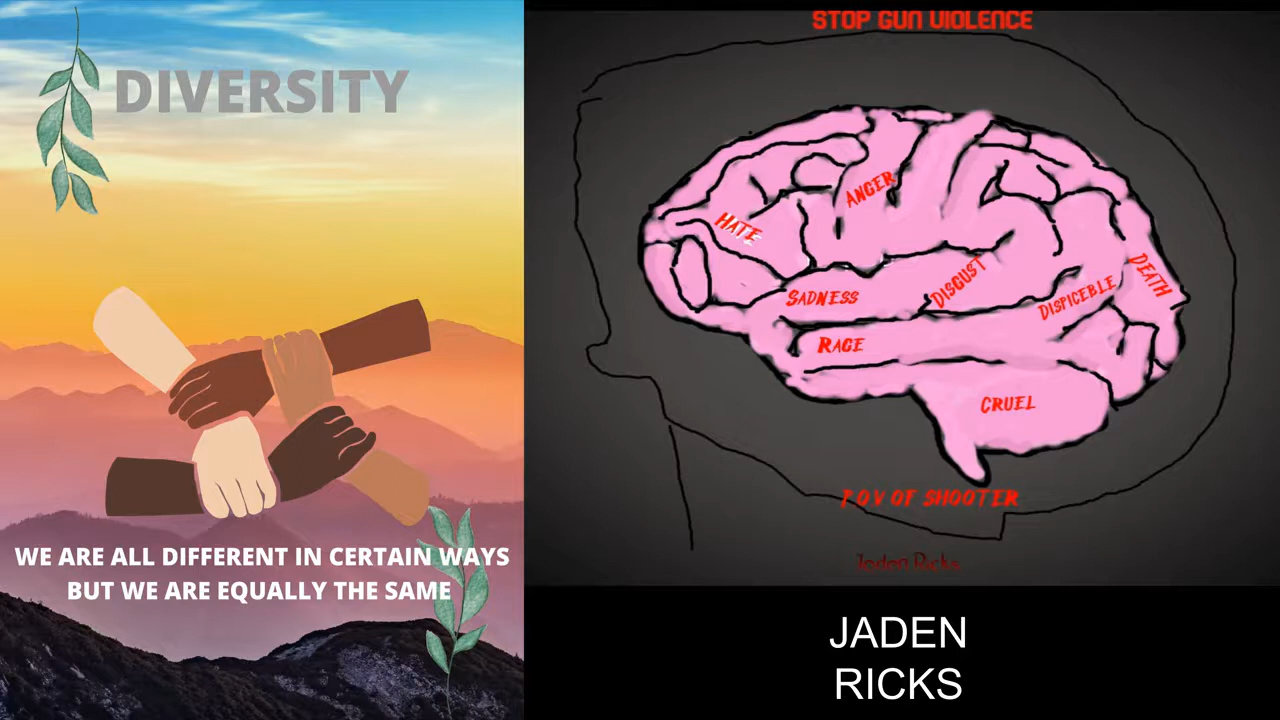 DIVERSITY
WE ARE ALL DIFFERENT IN CERTAIN WAYS
BUT WE ARE EQUALLY THE SAME
STOP GUN VIOLENCE
HATE
ANGER
SADNESS
DISGUST
DISPICEBLE
DEATH
RAGE
CRUEL
P.O.V OF SHOOTER
Jaden Ricks
JADEN
RICKS